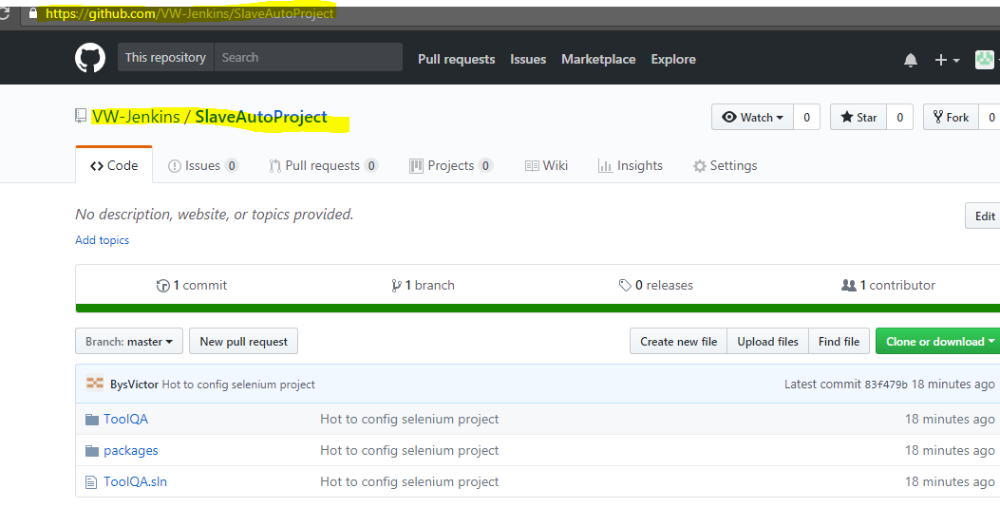 https://github.com/VW-Jenkins/SlaveAutoProject
This repository Search Pull requests Issues Marketplace Explore
VW-Jenkins / SlaveAutoProject Watch 0 Star 0 Fork 0
Code Issues 0 Pull requests 0 Projects 0 Wiki Insights Settings
No description, website, or topics provided. Edit
Add topics
1 commit 1 branch 0 releases 1 contributor
Branch: master New pull request Create new file Upload files Find file Clone or download
BysVictor Hot to config selenium project Latest commit 83f479b 18 minutes ago
ToolQA Hot to config selenium project 18 minutes ago
packages Hot to config selenium project 18 minutes ago
ToolQA.sln Hot to config selenium project 18 minutes ago